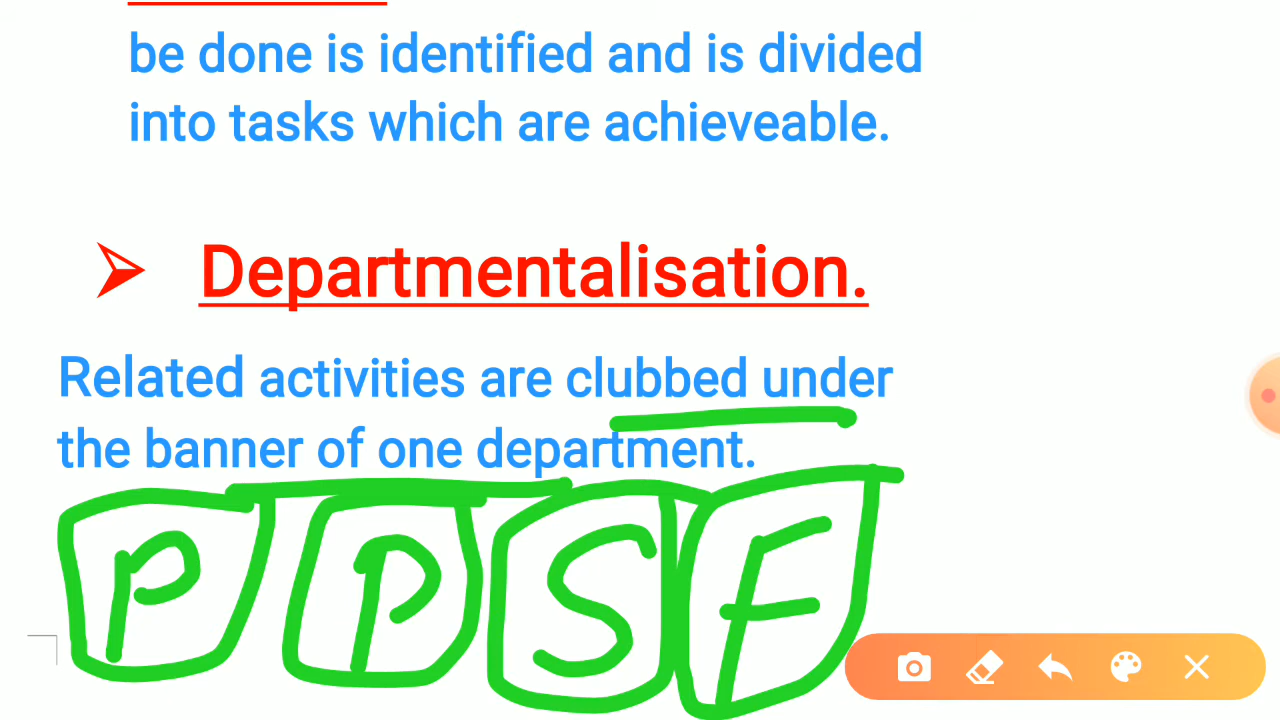 be done is identified and is divided
into tasks which are achieveable.
Departmentalisation.
Related activities are clubbed under
the banner of one department.
P P S F